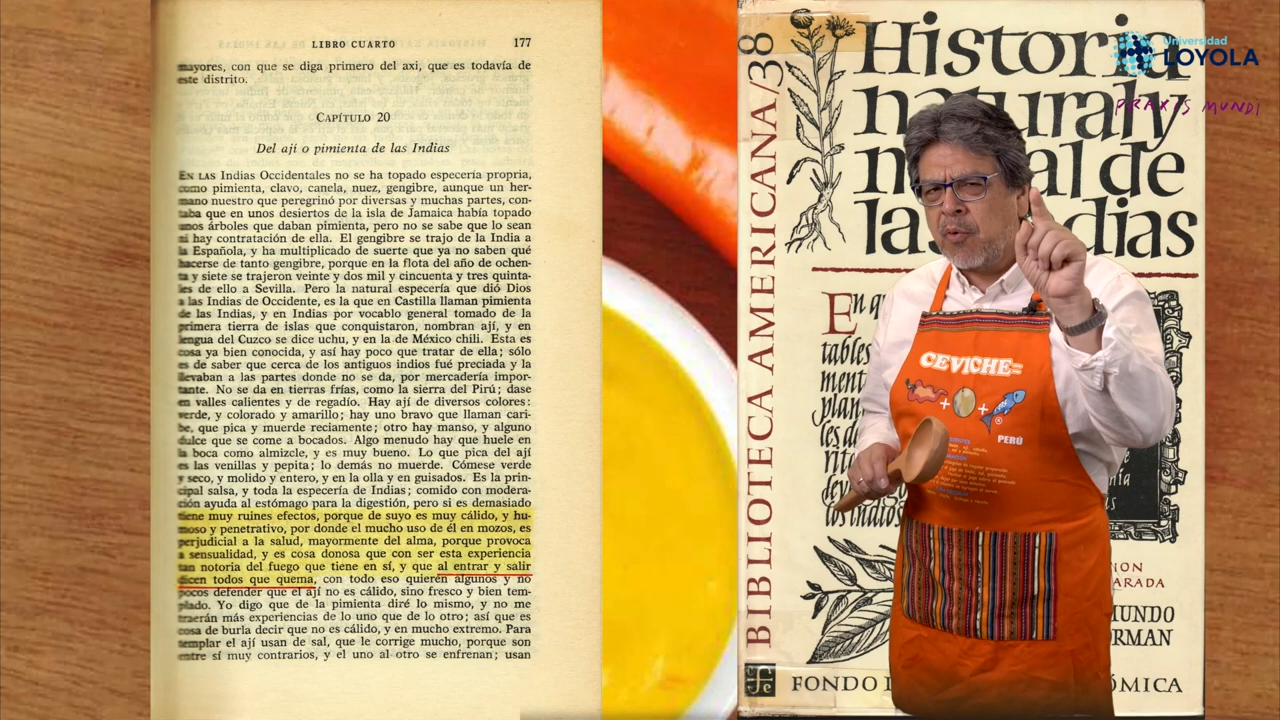 LIBRO CUARTO 177
mayores, con que se diga primero del axi, que es todavía de
este distrito.
CAPÍTULO 20
Del ají o pimienta de las Indias
EN LAS Indias Occidentales no se ha topado especería propria,
como pimienta, clavo, canela, nuez, gengibre, aunque un her-
mano nuestro que peregrinó por diversas y muchas partes, con-
taba que en unos desiertos de la isla de Jamaica había topado
unos árboles que daban pimienta, pero no se sabe que lo sean
ni hay contratación de ella. El gengibre se trajo de la India a
la Española, y ha multiplicado de suerte que ya no saben qué
hacerse de tanto gengibre, porque en la flota del año de ochen-
ta y siete se trajeron veinte y dos mil y cincuenta y tres quinta-
les de ello a Sevilla. Pero la natural especería que dió Dios
a las Indias de Occidente, es la que en Castilla llaman pimienta
de las Indias, y en Indias por vocablo general tomado de la
primera tierra de islas que conquistaron, nombran ají, y en
lengua del Cuzco se dice uchu, y en la de México chili. Esta es
cosa ya bien conocida, y así hay poco que tratar de ella; sólo
es de saber que cerca de los antiguos indios fué preciada y la
llevaban a las partes donde no se da, por mercadería impor-
tante. No se da en tierras frías, como la sierra del Pirú; dase
en valles calientes y de regadío. Hay ají de diversos colores:
verde, y colorado y amarillo; hay uno bravo que llaman cari-
be, que pica y muerde reciamente; otro hay manso, y alguno
dulce que se come a bocados. Algo menudo hay que huele en
la boca como almizcle, y es muy bueno. Lo que pica del ají
es las venillas y pepita; lo demás no muerde. Cómese verde
y seco, y molido y entero, y en la olla y en guisados. Es la prin-
cipal salsa, y toda la especería de Indias; comido con modera-
ción ayuda al estómago para la digestión, pero si es demasiado
tiene muy ruines efectos, porque de suyo es muy cálido, y hu-
moso y penetrativo, por donde el mucho uso de él en mozos, es
perjudicial a la salud, mayormente del alma, porque provoca
a sensualidad, y es cosa donosa que con ser esta experiencia
tan notoria del fuego que tiene en sí, y que al entrar y salir
dicen todos que quema, con todo eso quierén algunos y no
pocos defender que el ají no es cálido, sino fresco y bien tem-
plado. Yo digo que de la pimienta diré lo mismo, y no me
traerán más experiencias de lo uno que de lo otro; así que es
cosa de burla decir que no es cálido, y en mucho extremo. Para
templar el ají usan de sal, que le corrige mucho, porque son
entre sí muy contrarios, y el uno al otro se enfrenan; usan
BIBLIOTECA AMERICANA/38
Historia
natural y
de
las Indias
En
tables
ment
plan
les de
los indios
MUNDO
ORMAN
FONDO
ÓMICA
Universidad
LOYOLA
PRAXIS MUNDI
CEVICHE=
+ +
PERÚ